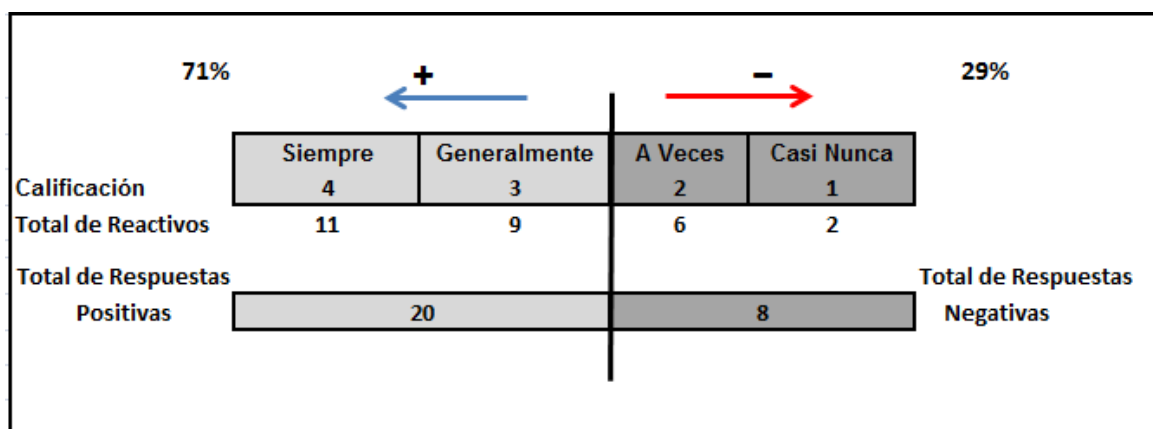 71% + − 29%
Siempre Generalmente A Veces Casi Nunca
Calificación 4 3 2 1
Total de Reactivos 11 9 6 2
Total de Respuestas Total de Respuestas
Positivas 20 8 Negativas